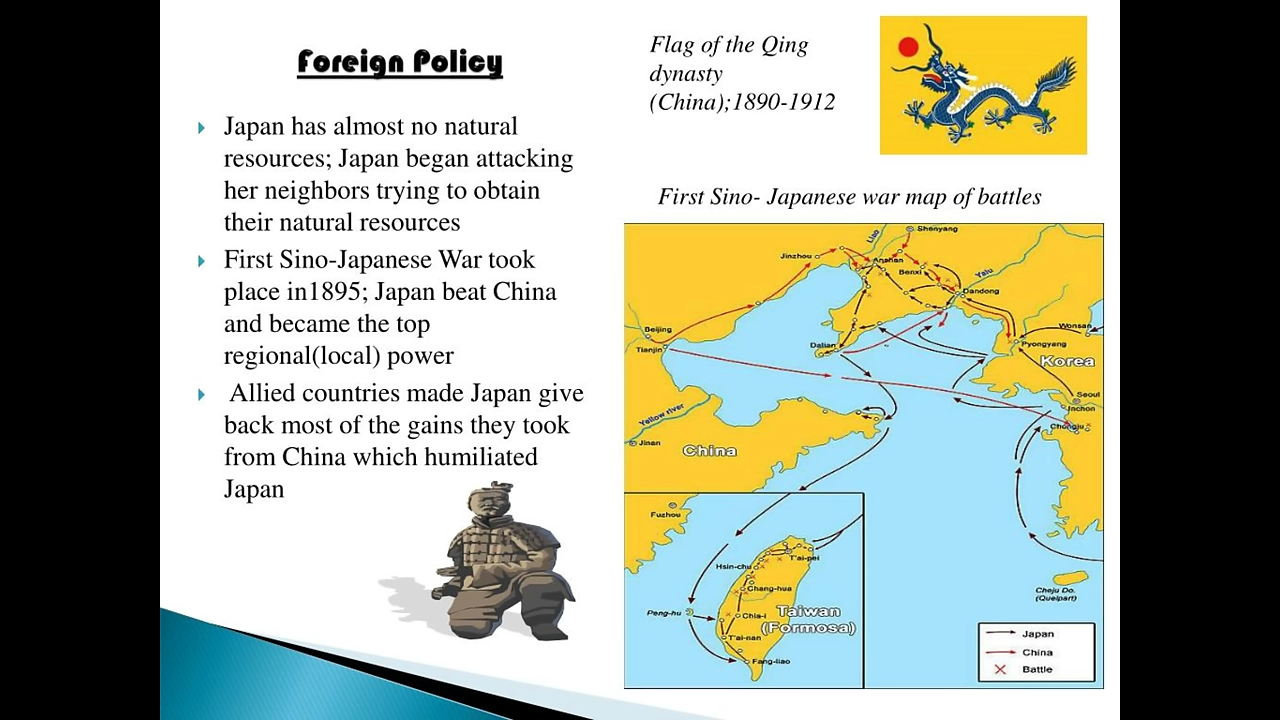 Foreign Policy
Japan has almost no natural
resources; Japan began attacking
her neighbors trying to obtain
their natural resources
First Sino-Japanese War took
place in1895; Japan beat China
and became the top
regional(local) power
Allied countries made Japan give
back most of the gains they took
from China which humiliated
Japan
Flag of the Qing
dynasty
(China);1890-1912
First Sino- Japanese war map of battles
Shenyang
Liao
Jinzhou
Anshan
Benxi
Yalu
Dandong
Beijing
Tianjin
Dalian
Wonsan
Pyongyang
Korea
Seoul
Inchon
Chongju
Yellow river
Jinan
China
Fuzhou
T'ai-pei
Hsin-chu
Chang-hua
Peng-hu
Chia-i
Taiwan
(Formosa)
T'ai-nan
Fang-liao
Cheju Do.
(Quelpart)
Japan
China
Battle